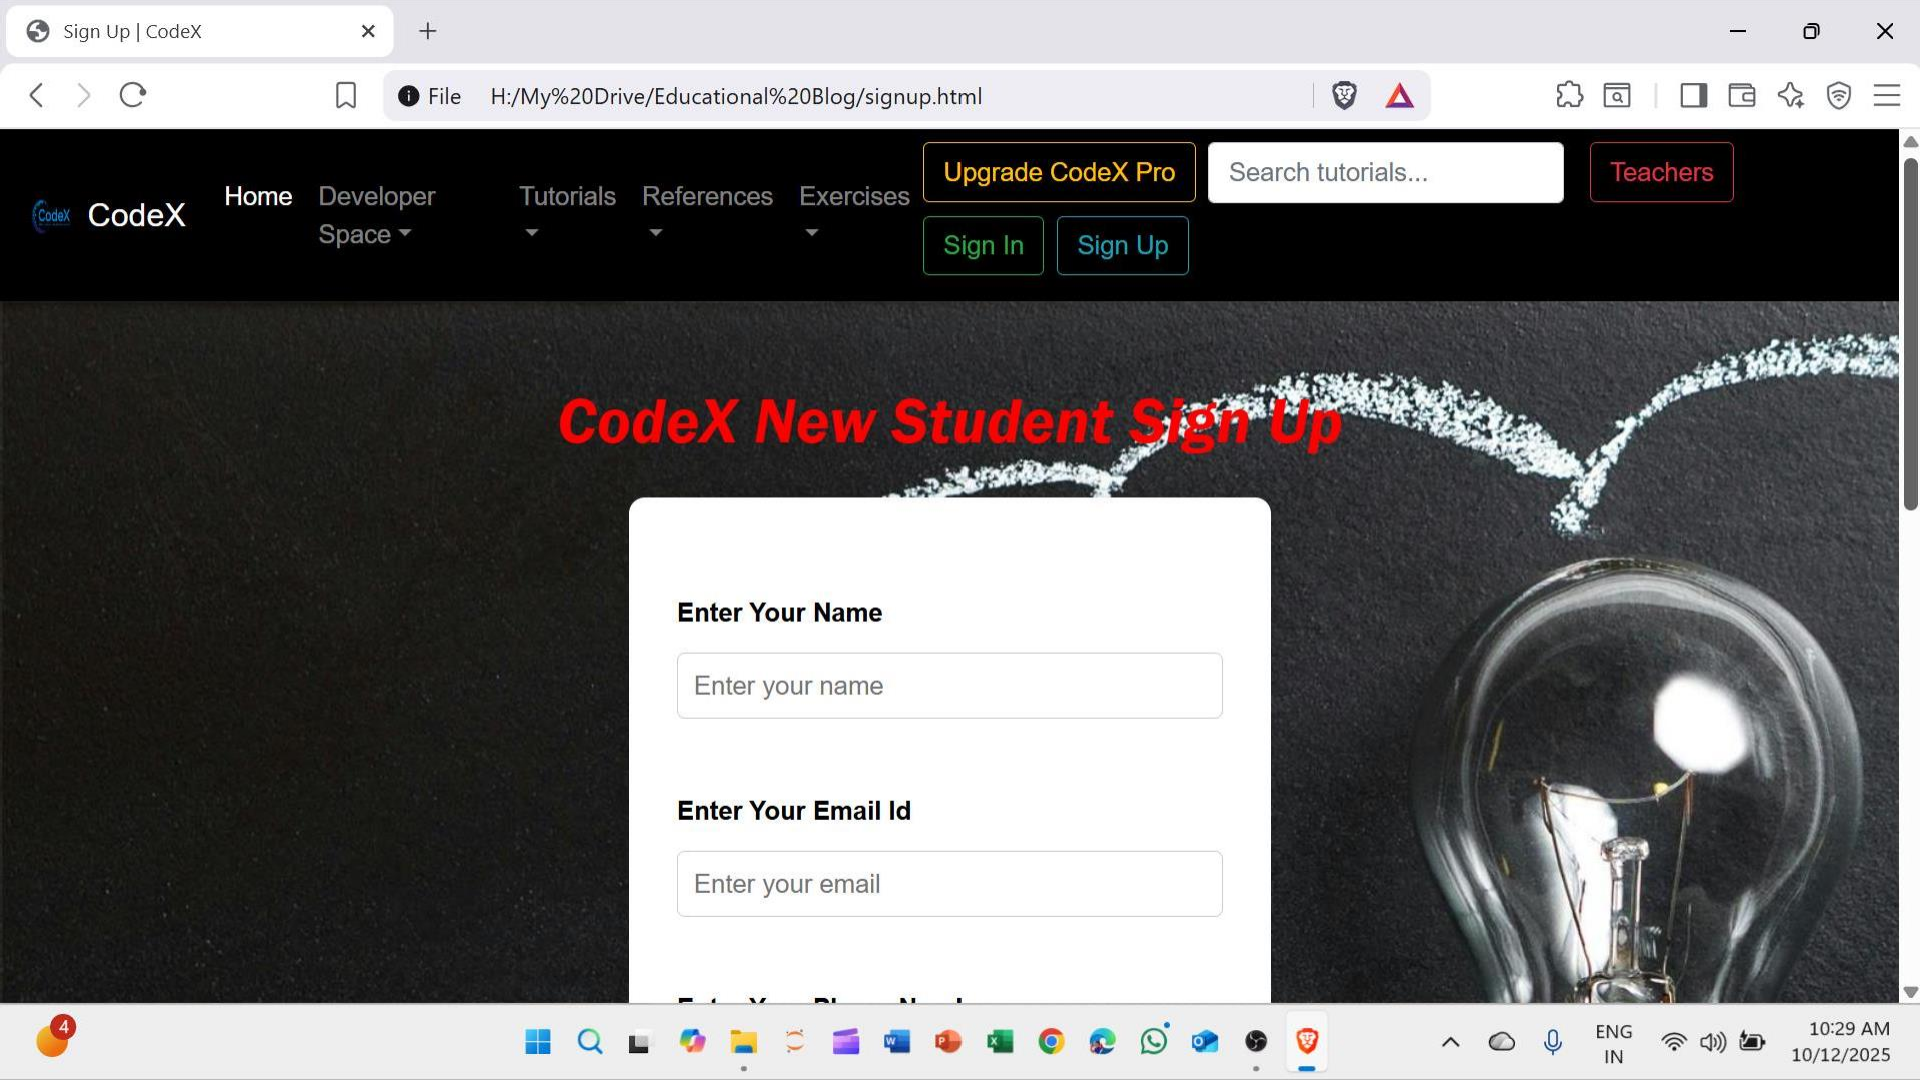 Sign Up | CodeX
File H:/My%20Drive/Educational%20Blog/signup.html
CodeX CodeX
Home
Developer Space
Tutorials
References
Exercises
Upgrade CodeX Pro
Search tutorials...
Teachers
Sign In
Sign Up
CodeX New Student Sign Up
Enter Your Name
Enter your name
Enter Your Email Id
Enter your email
4
ENG
IN
10:29 AM
10/12/2025